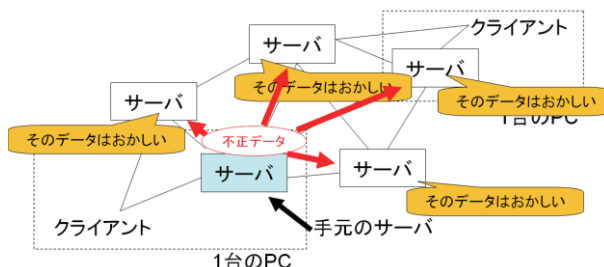 クライアント
サーバ
サーバ
そのデータはおかしい
そのデータはおかしい
サーバ
1台のPC
そのデータはおかしい
不正データ
サーバ
サーバ
そのデータはおかしい
クライアント
手元のサーバ
1台のPC